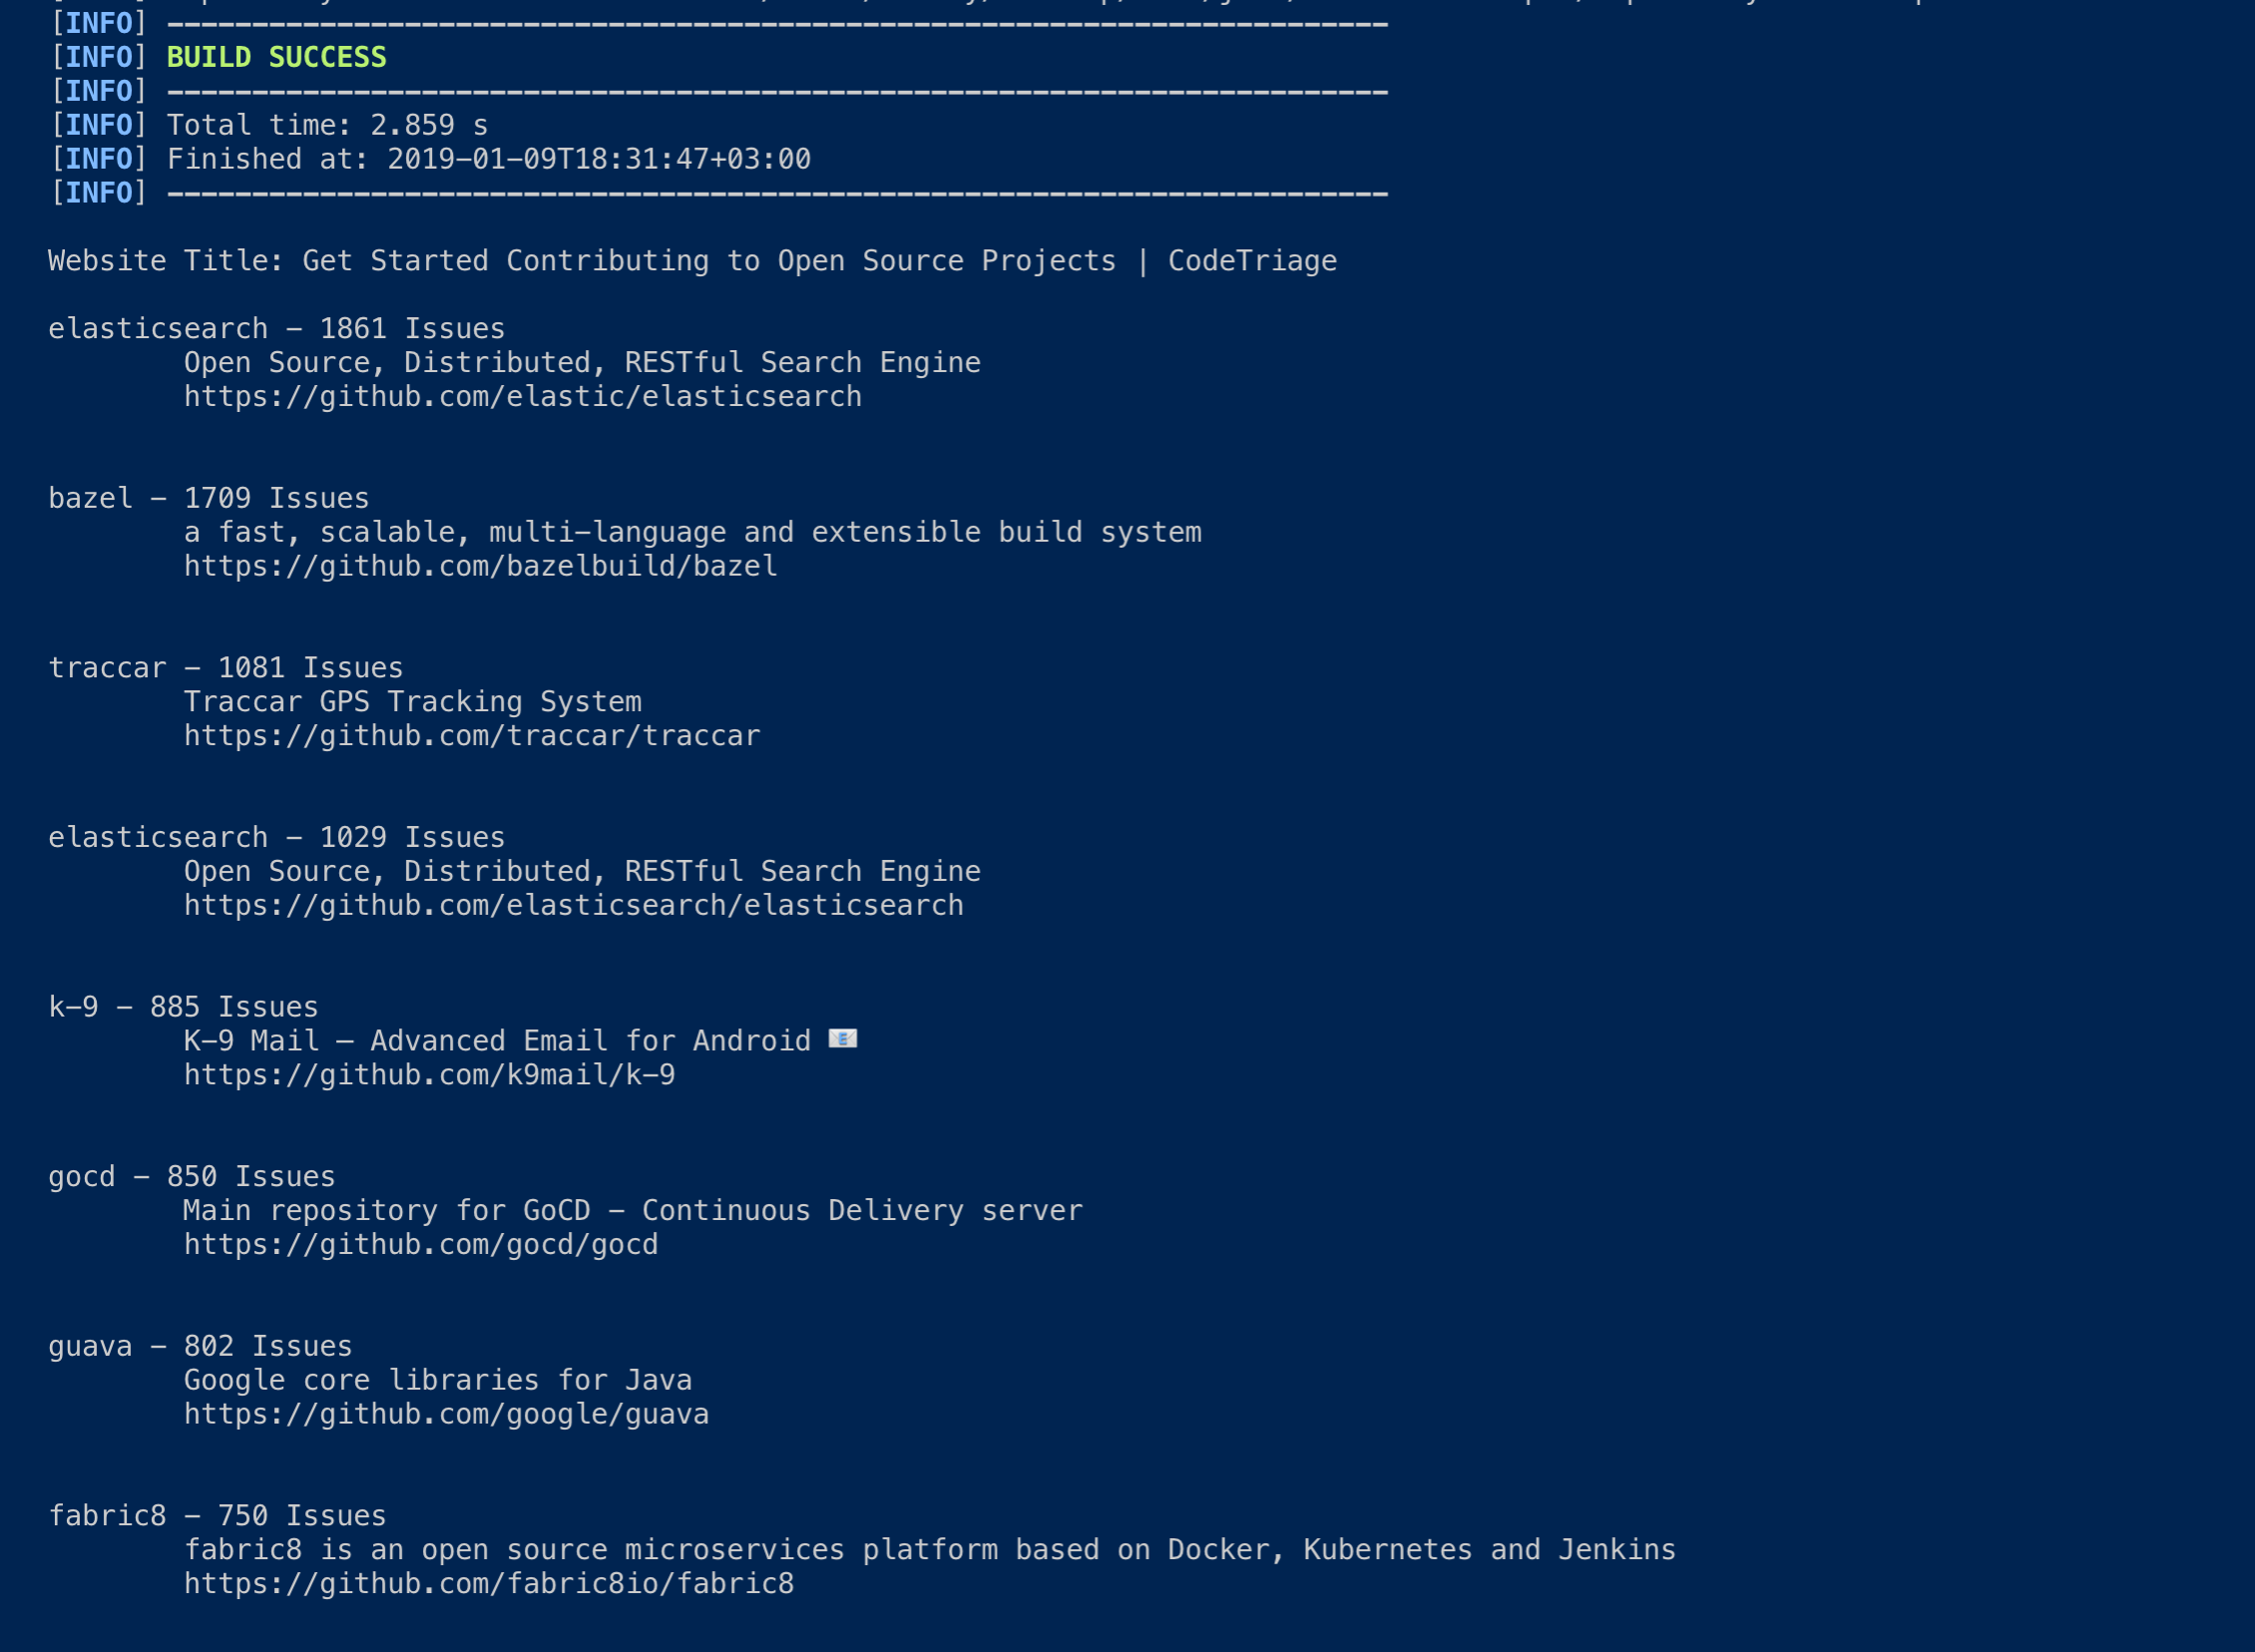 [INFO] ------------------------------------------------------------------------
[INFO] BUILD SUCCESS
[INFO] ------------------------------------------------------------------------
[INFO] Total time: 2.859 s
[INFO] Finished at: 2019-01-09T18:31:47+03:00
[INFO] ------------------------------------------------------------------------
Website Title: Get Started Contributing to Open Source Projects | CodeTriage
elasticsearch - 1861 Issues
Open Source, Distributed, RESTful Search Engine
https://github.com/elastic/elasticsearch
bazel - 1709 Issues
a fast, scalable, multi-language and extensible build system
https://github.com/bazelbuild/bazel
traccar - 1081 Issues
Traccar GPS Tracking System
https://github.com/traccar/traccar
elasticsearch - 1029 Issues
Open Source, Distributed, RESTful Search Engine
https://github.com/elasticsearch/elasticsearch
k-9 - 885 Issues
K-9 Mail – Advanced Email for Android 📧
https://github.com/k9mail/k-9
gocd - 850 Issues
Main repository for GoCD - Continuous Delivery server
https://github.com/gocd/gocd
guava - 802 Issues
Google core libraries for Java
https://github.com/google/guava
fabric8 - 750 Issues
fabric8 is an open source microservices platform based on Docker, Kubernetes and Jenkins
https://github.com/fabric8io/fabric8